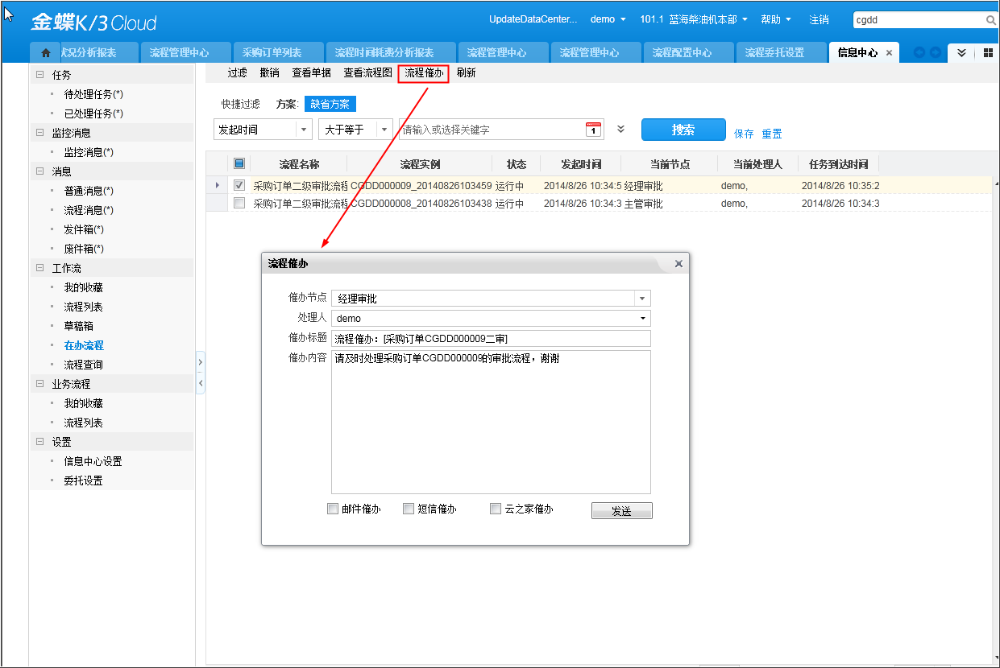 金蝶K/3 Cloud
UpdateDataCenter... demo 101.1 蓝海柴油机本部 帮助 注销 cgdd
状况分析报表 流程管理中心 采购订单列表 流程时间耗费分析报表 流程管理中心 流程管理中心 流程配置中心 流程委托设置 信息中心
过滤 撤销 查看单据 查看流程图 流程催办 刷新
快捷过滤 方案: 缺省方案
发起时间 大于等于 请输入或选择关键字 1 搜索 保存 重置
流程名称 流程实例 状态 发起时间 当前节点 当前处理人 任务到达时间
采购订单二级审批流程 CGDD000009_20140826103459 运行中 2014/8/26 10:34:5 经理审批 demo, 2014/8/26 10:35:2
采购订单二级审批流程 CGDD000008_20140826103438 运行中 2014/8/26 10:34:3 主管审批 demo, 2014/8/26 10:34:3
任务
待处理任务(*)
已处理任务(*)
监控消息
监控消息(*)
消息
普通消息(*)
流程消息(*)
发件箱(*)
废件箱(*)
工作流
我的收藏
流程列表
草稿箱
在办流程
流程查询
业务流程
我的收藏
流程列表
设置
信息中心设置
委托设置
流程催办
催办节点 经理审批
处理人 demo
催办标题 流程催办：[采购订单CGDD000009二审]
催办内容 请及时处理采购订单CGDD000009的审批流程，谢谢
邮件催办 短信催办 云之家催办 发送